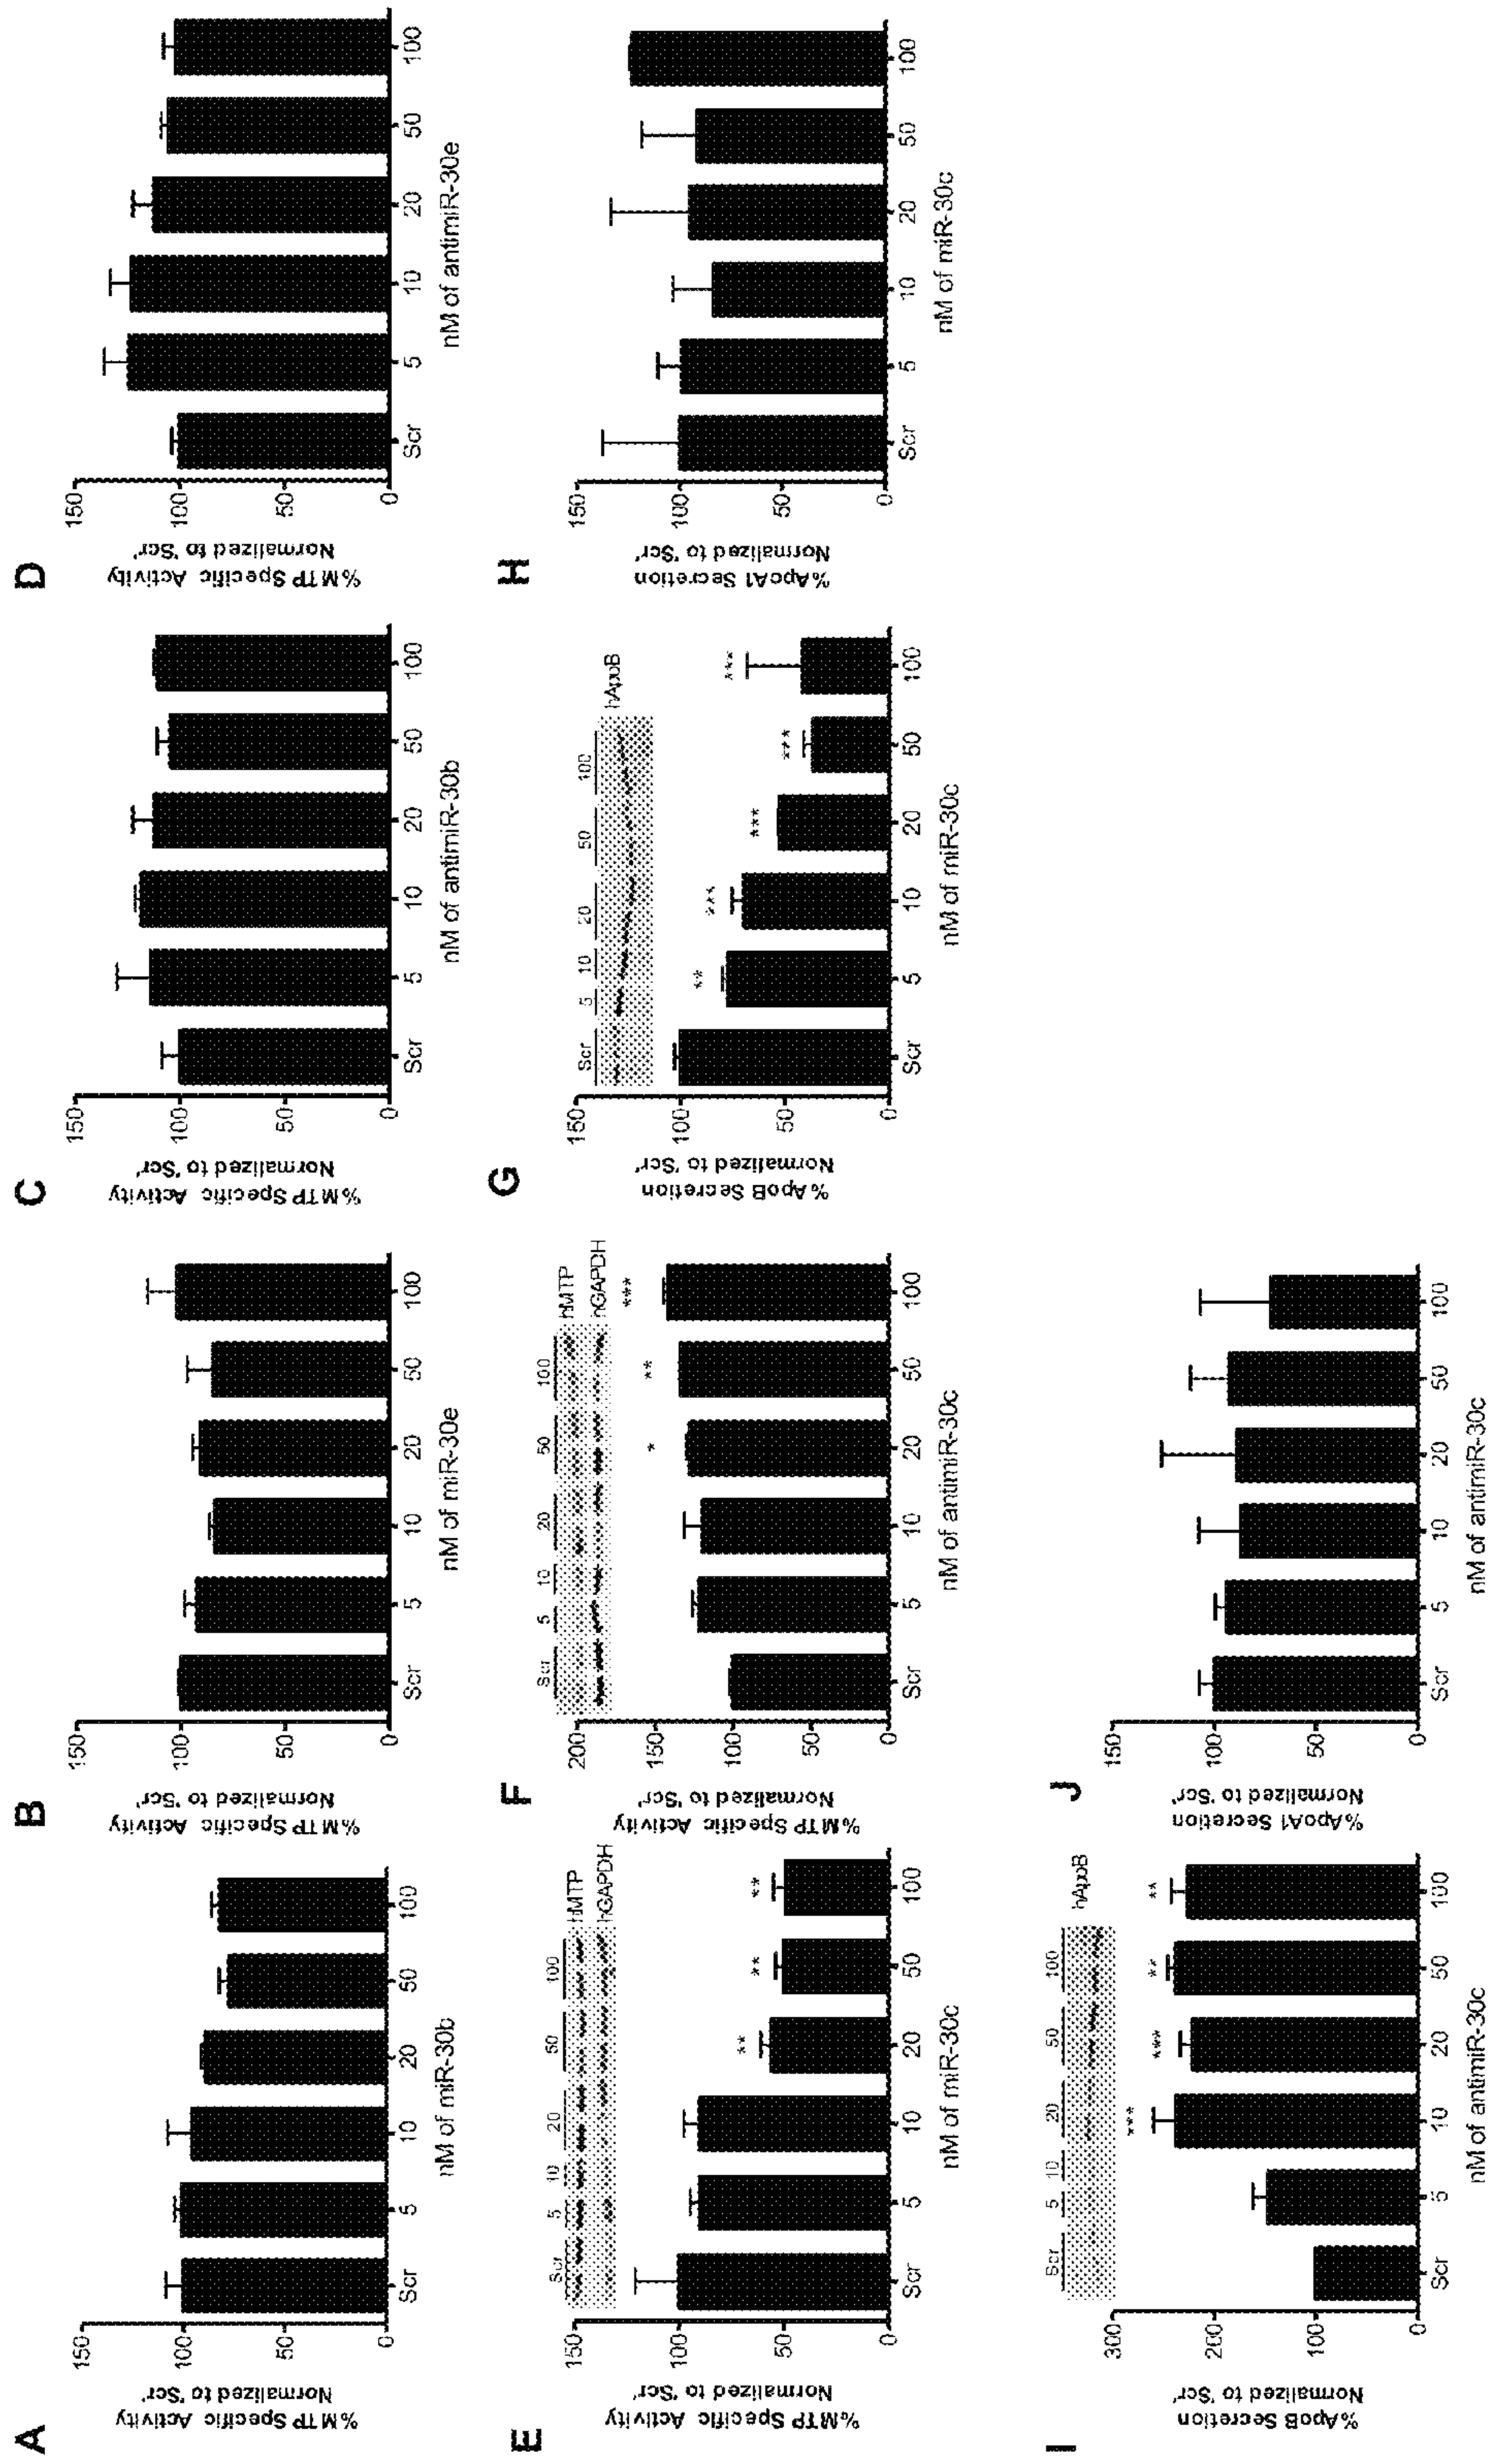 A
%MTP Specific Activity
Normalized to 'Scr'
150
100
50
0
Scr 5 10 20 50 100
nM of miR-30b
B
%MTP Specific Activity
Normalized to 'Scr'
150
100
50
0
Scr 5 10 20 50 100
nM of miR-30e
C
%MTP Specific Activity
Normalized to 'Scr'
150
100
50
0
Scr 5 10 20 50 100
nM of antimiR-30b
D
%MTP Specific Activity
Normalized to 'Scr'
150
100
50
0
Scr 5 10 20 50 100
nM of antimiR-30e
E
%MTP Specific Activity
Normalized to 'Scr'
Scr 5 10 20 50 100
hMTP
hGAPDH
150
100
50
0
** ** **
Scr 5 10 20 50 100
nM of miR-30c
F
%MTP Specific Activity
Normalized to 'Scr'
Scr 5 10 20 50 100
hMTP
hGAPDH
200
150
100
50
0
* ** ***
Scr 5 10 20 50 100
nM of antimiR-30c
G
%ApoB Secretion
Normalized to 'Scr'
Scr 5 10 20 50 100
hApoB
150
100
50
0
** *** *** *** ***
Scr 5 10 20 50 100
nM of miR-30c
H
%ApoA1 Secretion
Normalized to 'Scr'
150
100
50
0
Scr 5 10 20 50 100
nM of miR-30c
I
%ApoB Secretion
Normalized to 'Scr'
Scr 5 10 20 50 100
hApoB
300
200
100
0
*** *** ** **
Scr 5 10 20 50 100
nM of antimiR-30c
J
%ApoA1 Secretion
Normalized to 'Scr'
150
100
50
0
Scr 5 10 20 50 100
nM of antimiR-30c